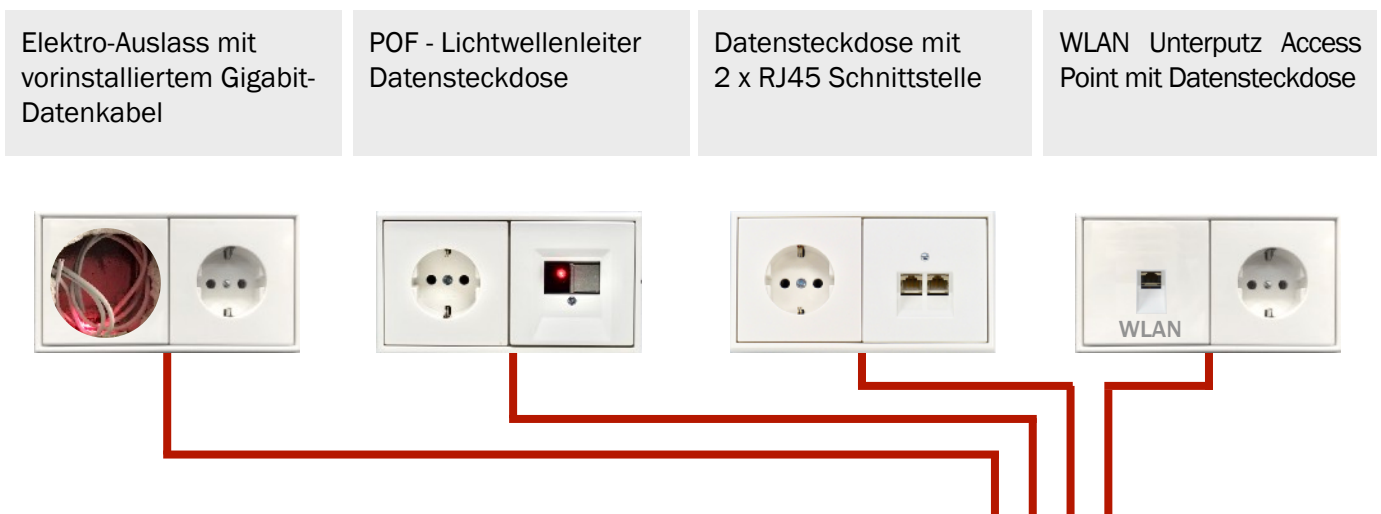 Elektro-Auslass mit
vorinstalliertem Gigabit-
Datenkabel
POF - Lichtwellenleiter
Datensteckdose
Datensteckdose mit
2 x RJ45 Schnittstelle
WLAN Unterputz Access
Point mit Datensteckdose
WLAN